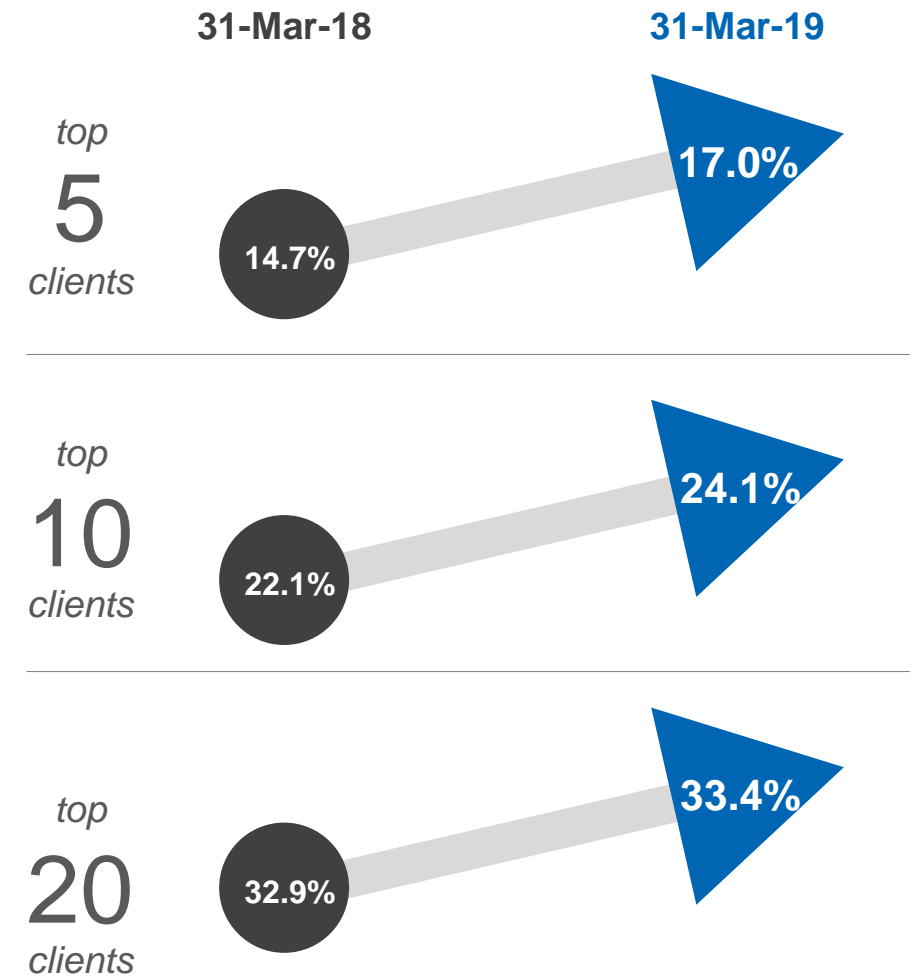 31-Mar-18 31-Mar-19
top
5
clients
14.7%
17.0%
top
10
clients
22.1%
24.1%
top
20
clients
32.9%
33.4%